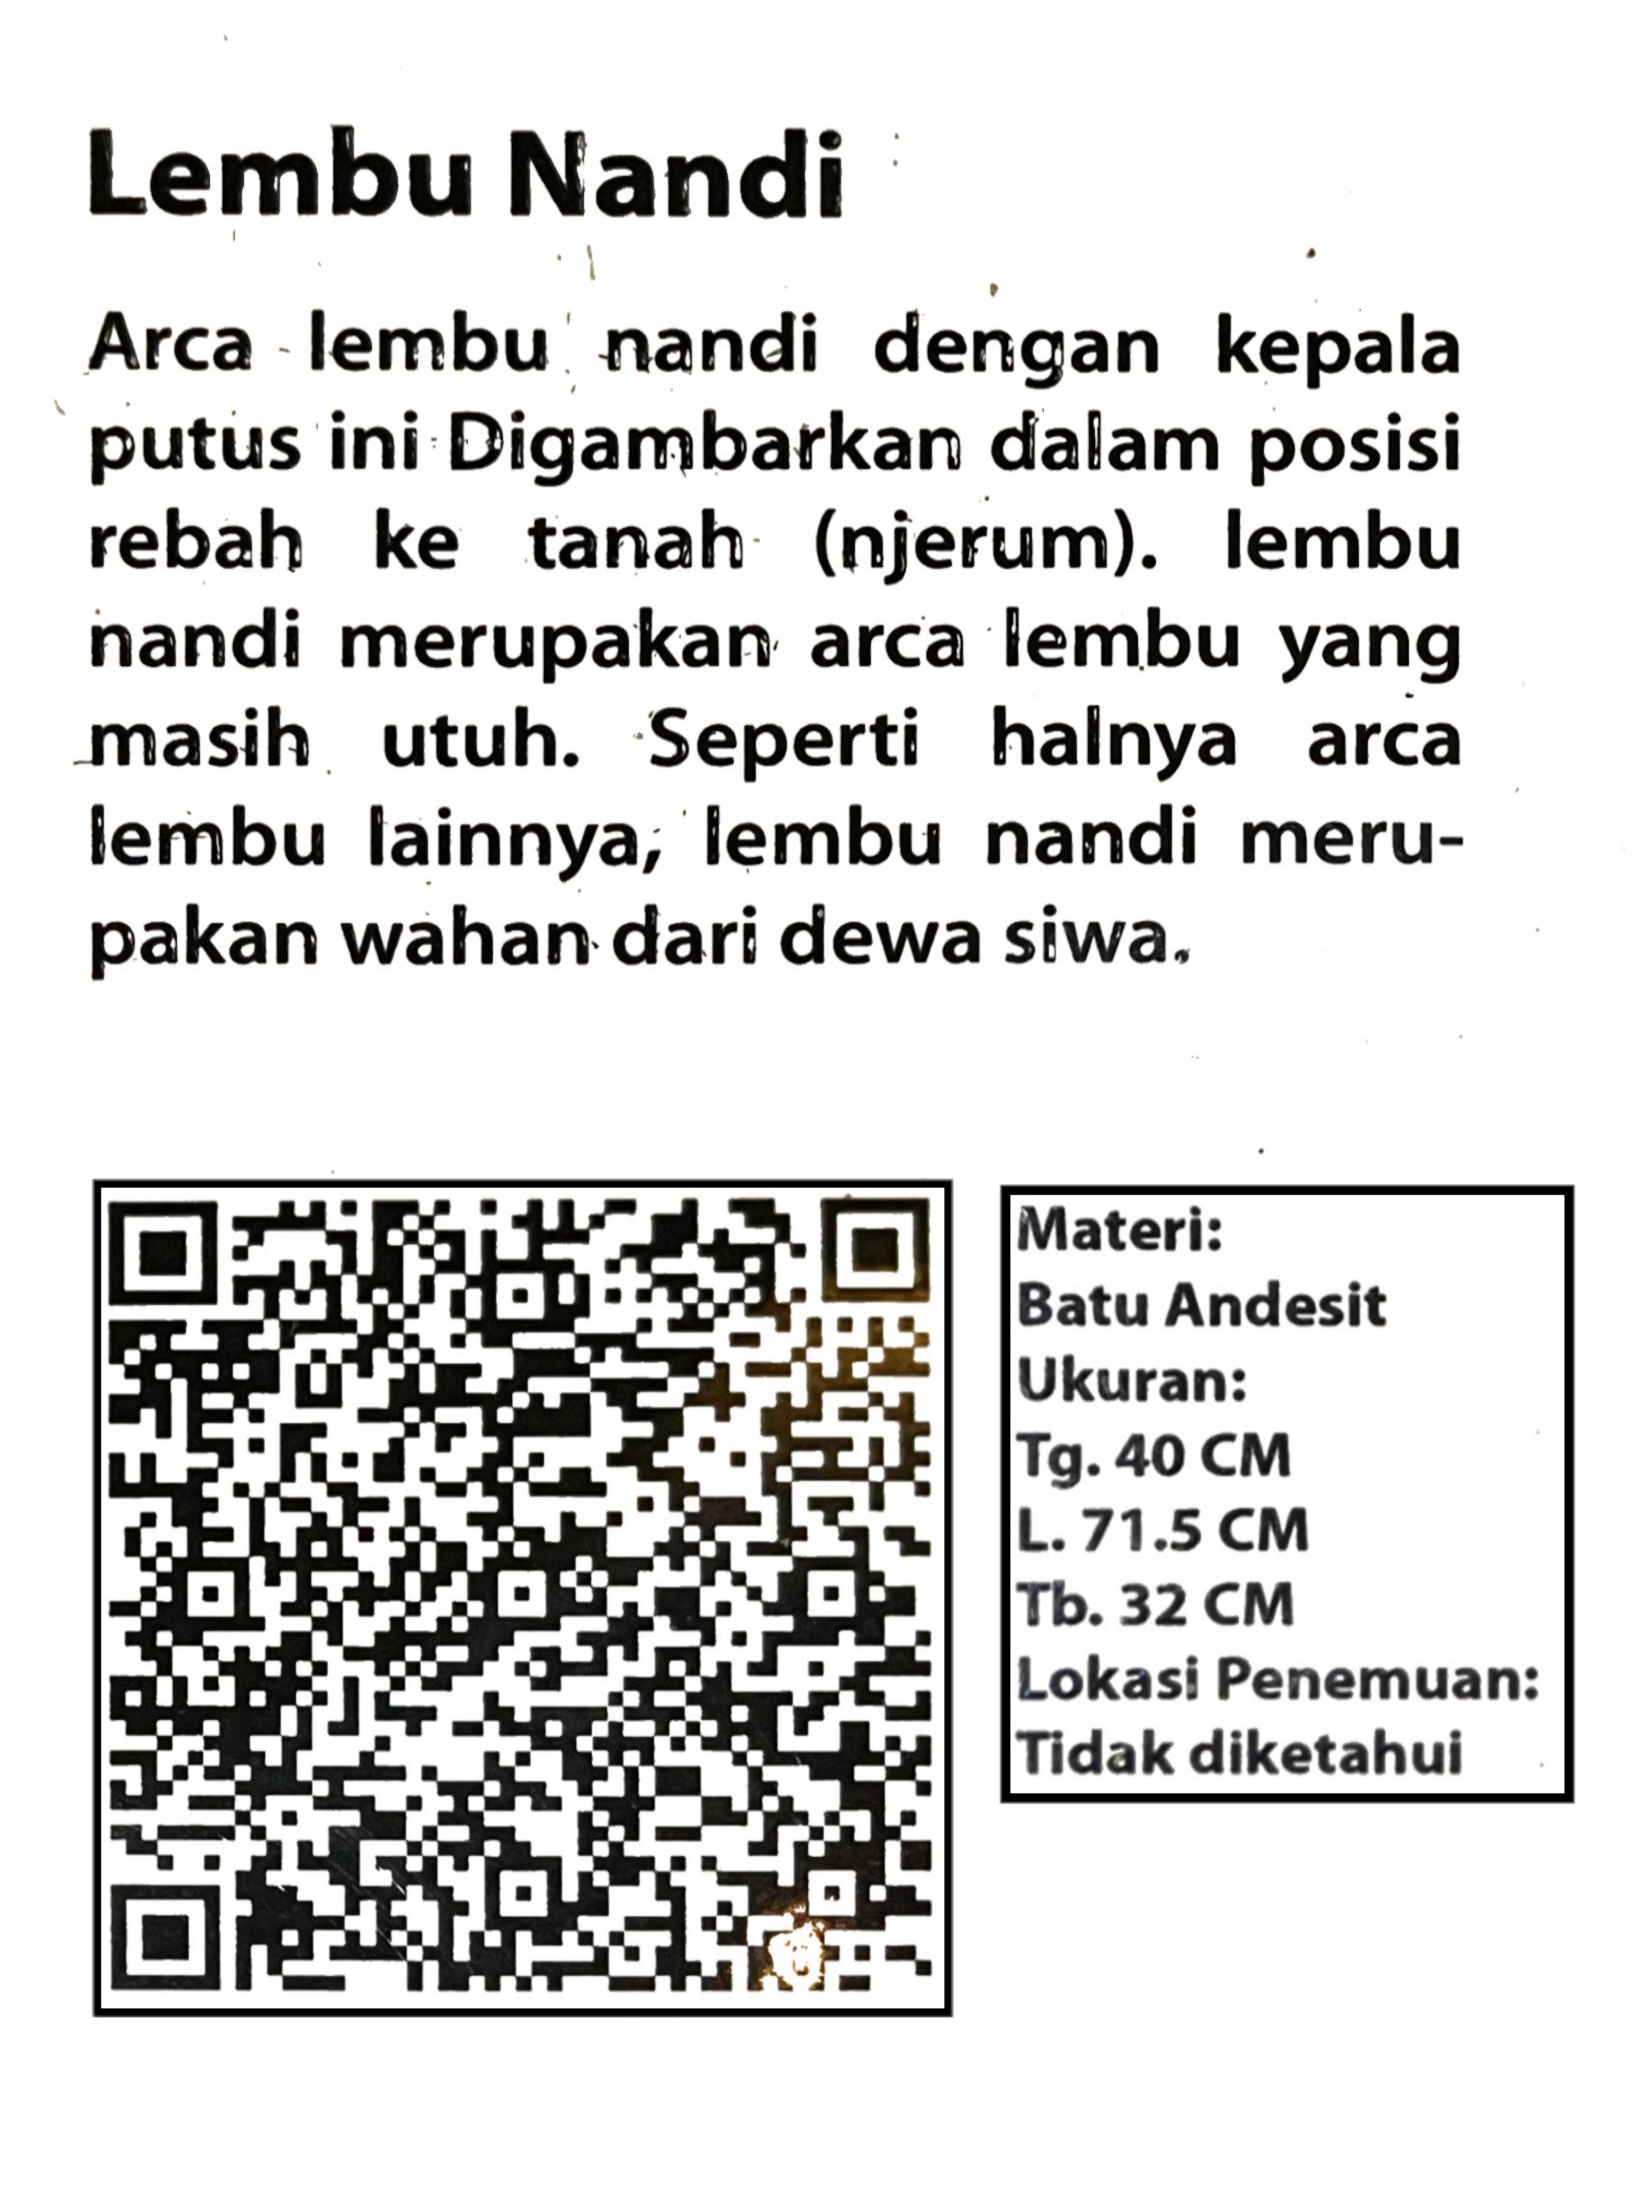 Lembu Nandi
Arca lembu nandi dengan kepala
putus ini Digambarkan dalam posisi
rebah ke tanah (njerum). lembu
nandi merupakan arca lembu yang
masih utuh. Seperti halnya arca
lembu lainnya, lembu nandi meru-
pakan wahan dari dewa siwa.
Materi:
Batu Andesit
Ukuran:
Tg. 40 CM
L. 71.5 CM
Tb. 32 CM
Lokasi Penemuan:
Tidak diketahui